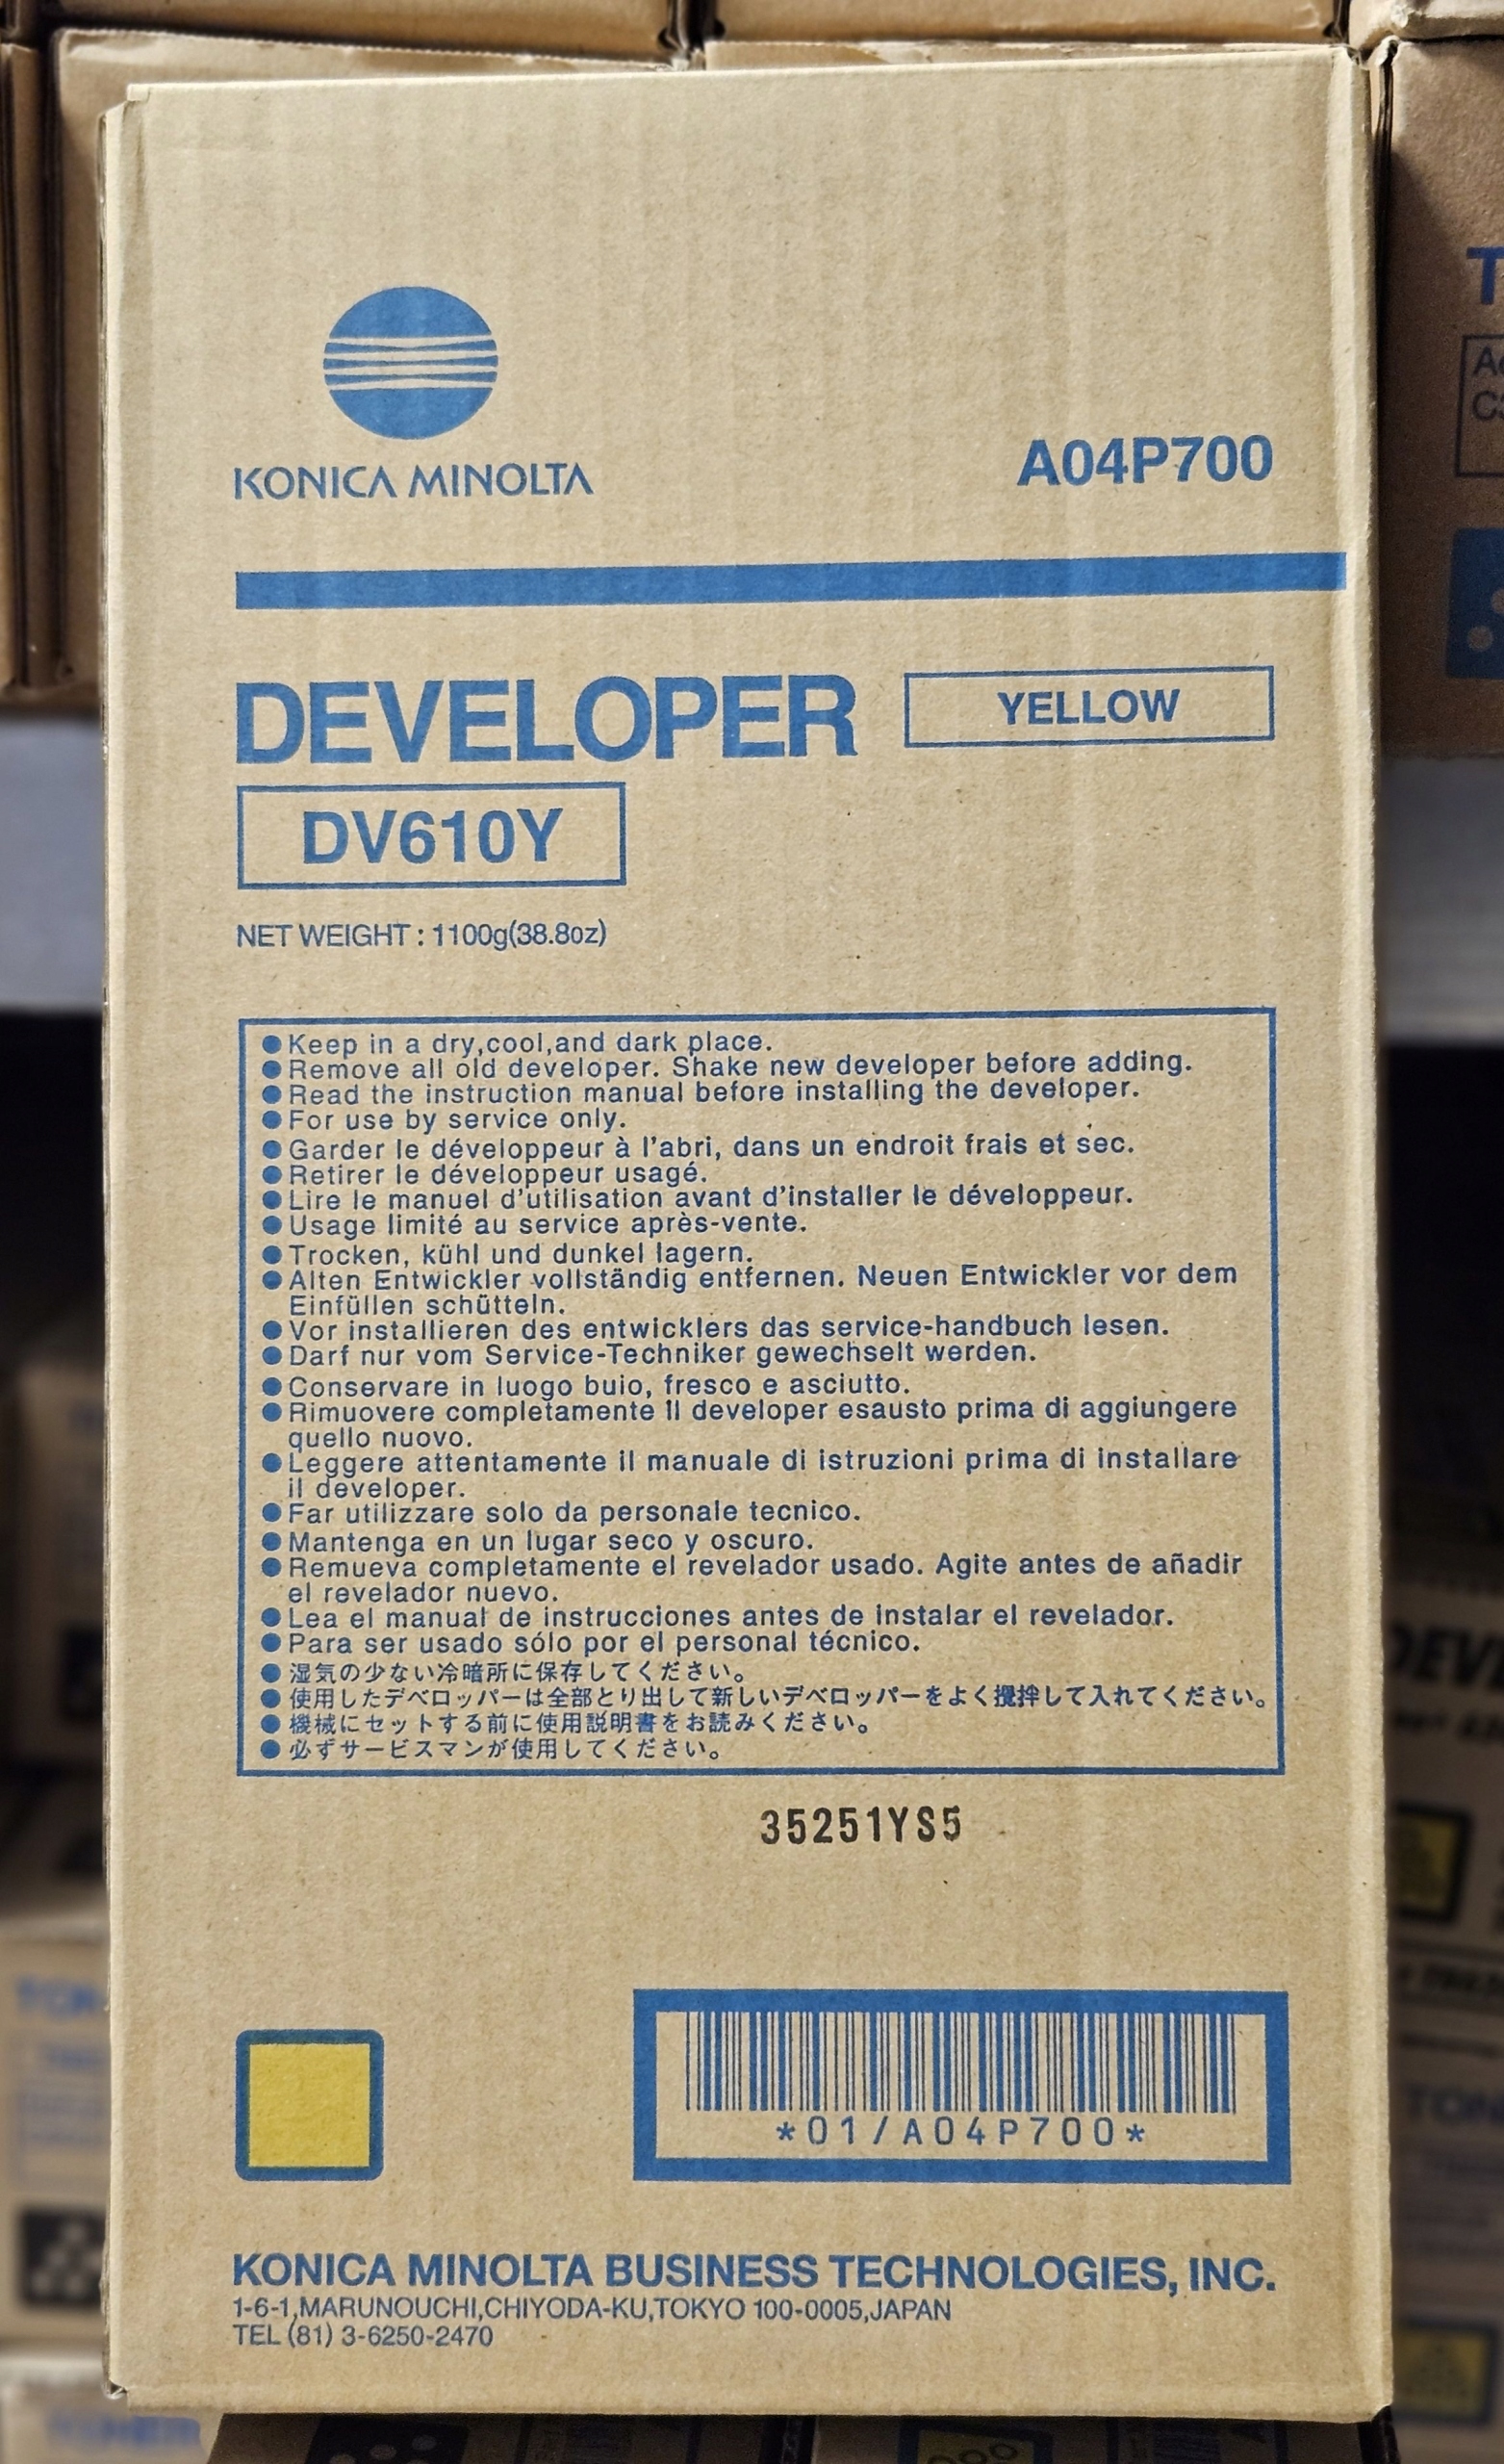 KONICA MINOLTA
A04P700
DEVELOPER
YELLOW
DV610Y
NET WEIGHT : 1100g(38.8oz)
● Keep in a dry,cool,and dark place.
● Remove all old developer. Shake new developer before adding.
● Read the instruction manual before installing the developer.
● For use by service only.
● Garder le développeur à l'abri, dans un endroit frais et sec.
● Retirer le développeur usagé.
● Lire le manuel d'utilisation avant d'installer le développeur.
● Usage limité au service après-vente.
● Trocken, kühl und dunkel lagern.
● Alten Entwickler vollständig entfernen. Neuen Entwickler vor dem
Einfüllen schütteln.
● Vor installieren des entwicklers das service-handbuch lesen.
● Darf nur vom Service-Techniker gewechselt werden.
● Conservare in luogo buio, fresco e asciutto.
● Rimuovere completamente il developer esausto prima di aggiungere
quello nuovo.
● Leggere attentamente il manuale di istruzioni prima di installare
il developer.
● Far utilizzare solo da personale tecnico.
● Mantenga en un lugar seco y oscuro.
● Remueva completamente el revelador usado. Agite antes de añadir
el revelador nuevo.
● Lea el manual de instrucciones antes de instalar el revelador.
● Para ser usado sólo por el personal técnico.
● 湿気の少ない冷暗所に保存してください。
● 使用したデベロッパーは全部とり出して新しいデベロッパーをよく攪拌して入れてください。
● 機械にセットする前に使用説明書をお読みください。
● 必ずサービスマンが使用してください。
35251YS5
*01/A04P700*
KONICA MINOLTA BUSINESS TECHNOLOGIES, INC.
1-6-1,MARUNOUCHI,CHIYODA-KU,TOKYO 100-0005,JAPAN
TEL (81) 3-6250-2470